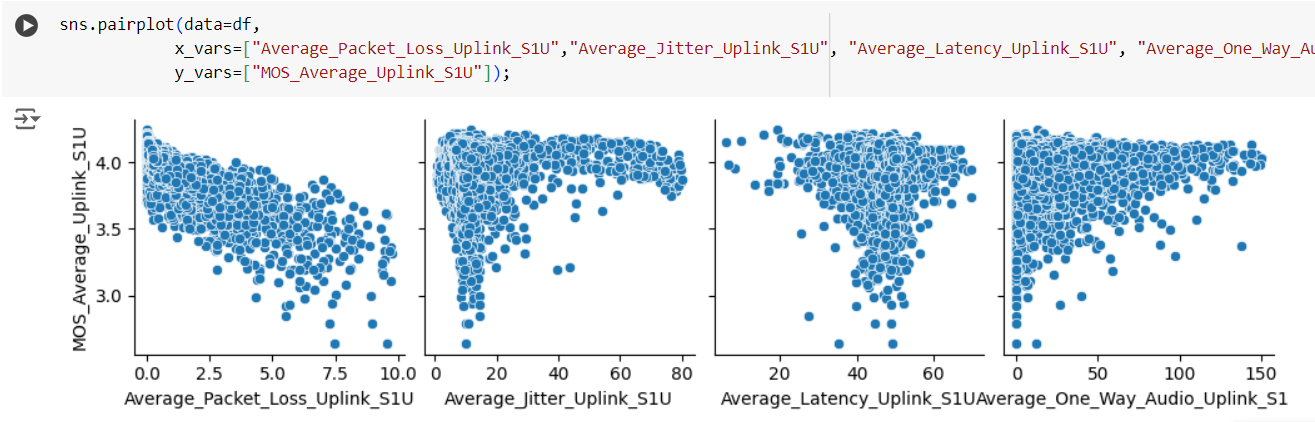 sns.pairplot(data=df,
x_vars=["Average_Packet_Loss_Uplink_S1U","Average_Jitter_Uplink_S1U", "Average_Latency_Uplink_S1U", "Average_One_Way_Au
y_vars=["MOS_Average_Uplink_S1U"]);
MOS_Average_Uplink_S1U
4.0
3.5
3.0
0.0 2.5 5.0 7.5 10.0 0 20 40 60 80 20 40 60 0 50 100 150
Average_Packet_Loss_Uplink_S1U Average_Jitter_Uplink_S1U Average_Latency_Uplink_S1UAverage_One_Way_Audio_Uplink_S1